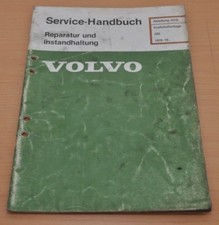 Service-Handbuch
Reparatur und
Instandhaltung
VOLVO